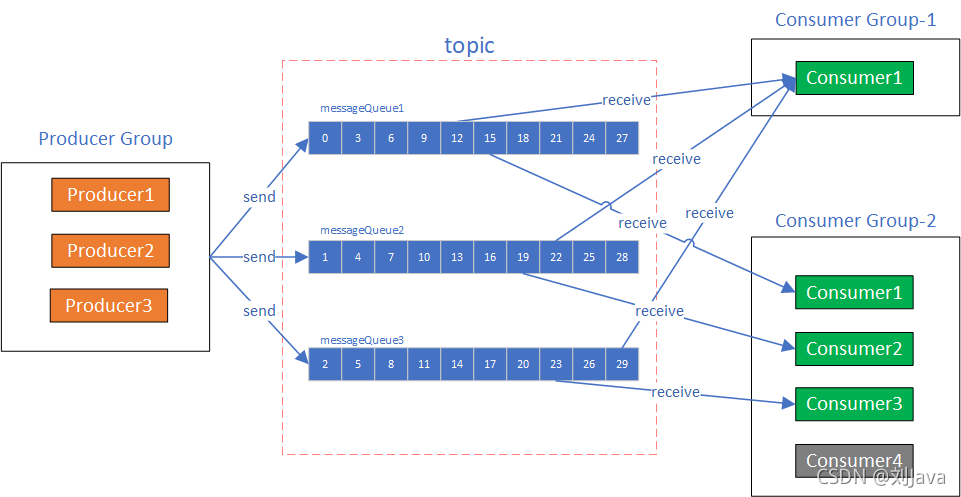 Consumer Group-1
topic
Consumer1
messageQueue1
receive
0 3 6 9 12 15 18 21 24 27
Producer Group
receive
Producer1
send
receive
receive
Consumer Group-2
messageQueue2
Producer2
send
1 4 7 10 13 16 19 22 25 28
Consumer1
Producer3
send
receive
messageQueue3
Consumer2
2 5 8 11 14 17 20 23 26 29
receive
Consumer3
Consumer4
CSDN @刘Java